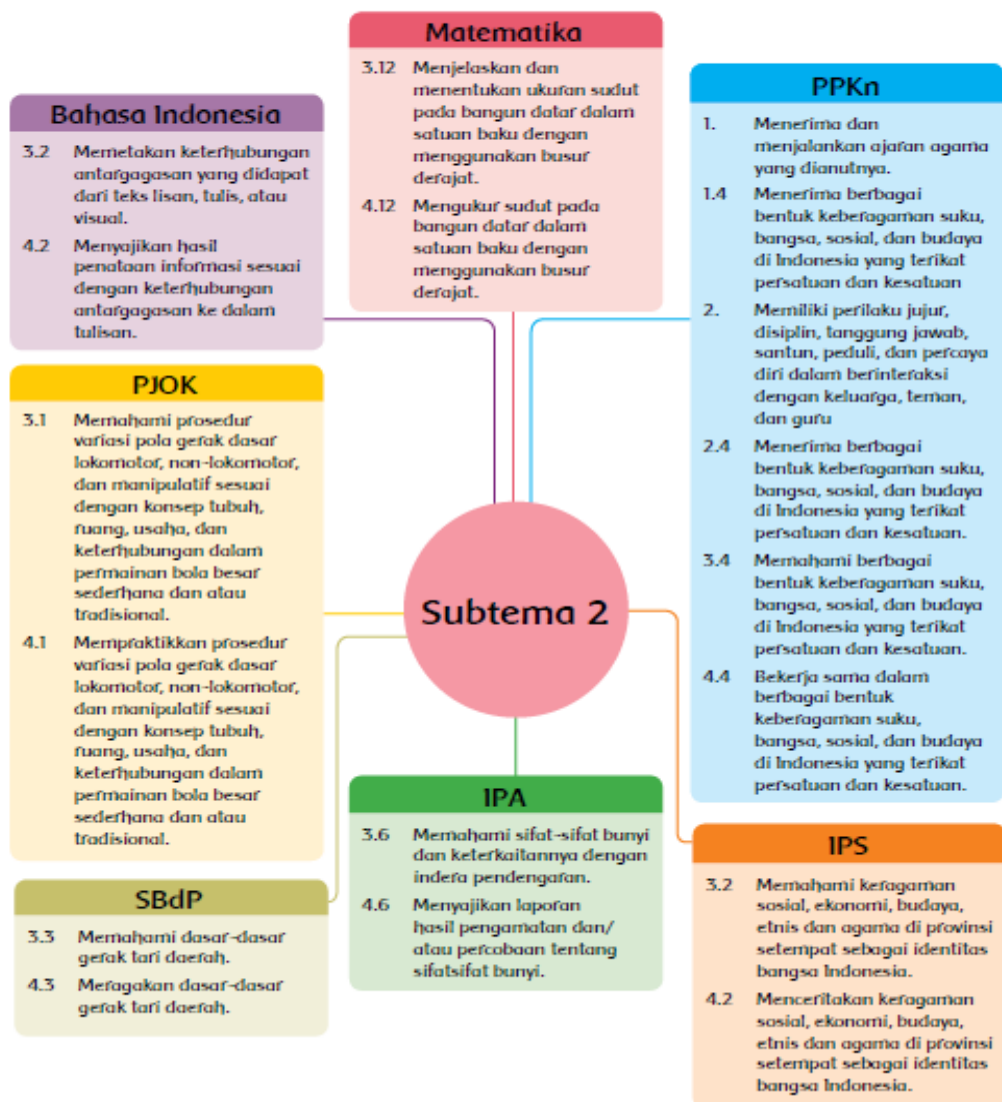 Matematika
3.12 Menjelaskan dan
menentukan ukuran sudut
pada bangun datar dalam
satuan baku dengan
menggunakan busur
derajat.
4.12 Mengukur sudut pada
bangun datar dalam
satuan baku dengan
menggunakan busur
derajat.
Bahasa Indonesia
3.2 Memetakan keterhubungan
antargagasan yang didapat
dari teks lisan, tulis, atau
visual.
4.2 Menyajikan hasil
penataan informasi sesuai
dengan keterhubungan
antargagasan ke dalam
tulisan.
PPKn
1. Menerima dan
menjalankan ajaran agama
yang dianutnya.
1.4 Menerima berbagai
bentuk keberagaman suku,
bangsa, sosial, dan budaya
di Indonesia yang terikat
persatuan dan kesatuan
2. Memiliki perilaku jujur,
disiplin, tanggung jawab,
santun, peduli, dan percaya
diri dalam berinteraksi
dengan keluarga, teman,
dan guru
2.4 Menerima berbagai
bentuk keberagaman suku,
bangsa, sosial, dan budaya
di Indonesia yang terikat
persatuan dan kesatuan.
3.4 Memahami berbagai
bentuk keberagaman suku,
bangsa, sosial, dan budaya
di Indonesia yang terikat
persatuan dan kesatuan.
4.4 Bekerja sama dalam
berbagai bentuk
keberagaman suku,
bangsa, sosial, dan budaya
di Indonesia yang terikat
persatuan dan kesatuan.
PJOK
3.1 Memahami prosedur
variasi pola gerak dasar
lokomotor, non-lokomotor,
dan manipulatif sesuai
dengan konsep tubuh,
ruang, usaha, dan
keterhubungan dalam
permainan bola besar
sederhana dan atau
tradisional.
4.1 Mempraktikkan prosedur
variasi pola gerak dasar
lokomotor, non-lokomotor,
dan manipulatif sesuai
dengan konsep tubuh,
ruang, usaha, dan
keterhubungan dalam
permainan bola besar
sederhana dan atau
tradisional.
Subtema 2
IPA
3.6 Memahami sifat-sifat bunyi
dan keterkaitannya dengan
indera pendengaran.
4.6 Menyajikan laporan
hasil pengamatan dan/
atau percobaan tentang
sifatsifat bunyi.
SBdP
3.3 Memahami dasar-dasar
gerak tari daerah.
4.3 Meragakan dasar-dasar
gerak tari daerah.
IPS
3.2 Memahami keragaman
sosial, ekonomi, budaya,
etnis dan agama di provinsi
setempat sebagai identitas
bangsa Indonesia.
4.2 Menceritakan keragaman
sosial, ekonomi, budaya,
etnis dan agama di provinsi
setempat sebagai identitas
bangsa Indonesia.